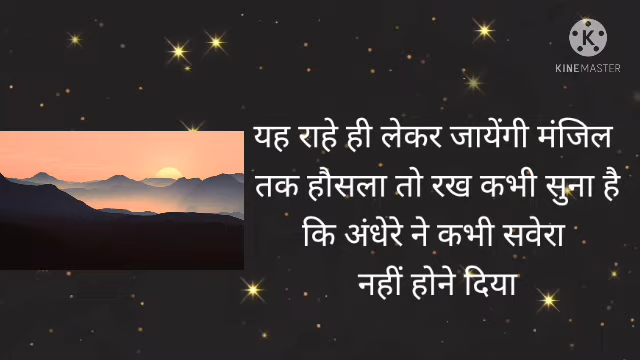 KINEMASTER
यह राहे ही लेकर जायेंगी मंजिल
तक हौसला तो रख कभी सुना है
कि अंधेरे ने कभी सवेरा
नहीं होने दिया